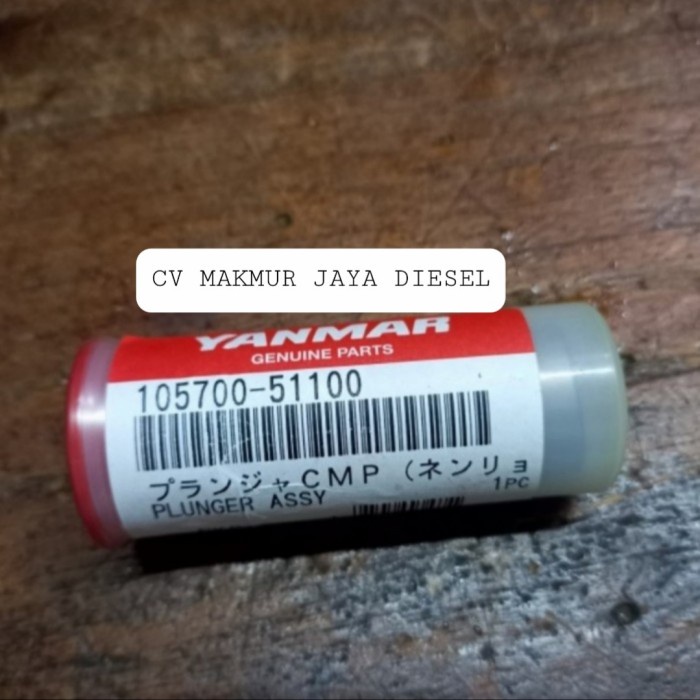 CV MAKMUR JAYA DIESEL
YANMAR
GENUINE PARTS
105700-51100
プランジャCMP（ネンリョ
PLUNGER ASSY 1PC